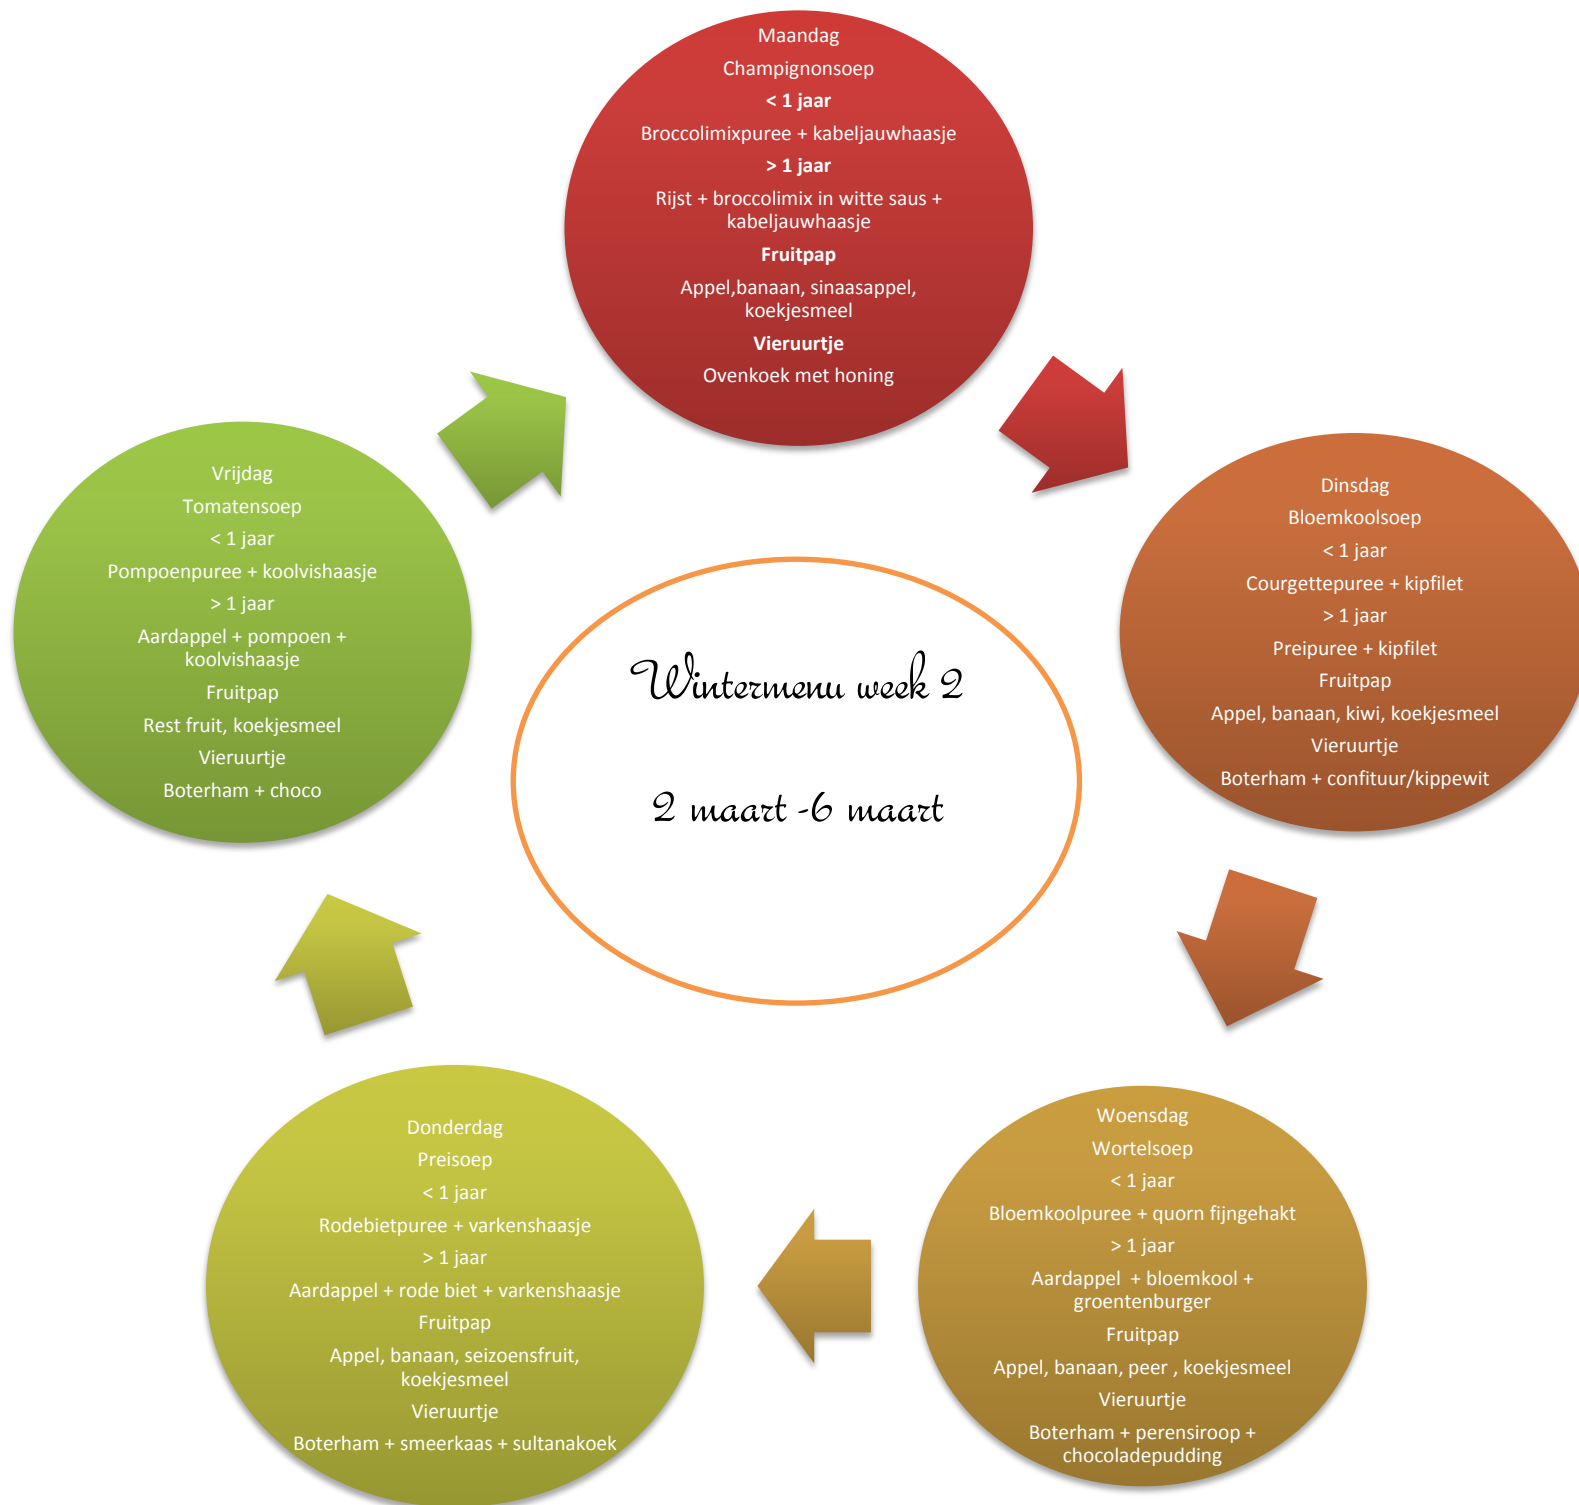 Maandag
Champignonsoep
< 1 jaar
Broccolimixpuree + kabeljauwhaasje
> 1 jaar
Rijst + broccolimix in witte saus +
kabeljauwhaasje
Fruitpap
Appel,banaan, sinaasappel,
koekjesmeel
Vieruurtje
Ovenkoek met honing
Dinsdag
Bloemkoolsoep
< 1 jaar
Courgettepuree + kipfilet
> 1 jaar
Preipuree + kipfilet
Fruitpap
Appel, banaan, kiwi, koekjesmeel
Vieruurtje
Boterham + confituur/kippewit
Woensdag
Wortelsoep
< 1 jaar
Bloemkoolpuree + quorn fijngehakt
> 1 jaar
Aardappel + bloemkool +
groentenburger
Fruitpap
Appel, banaan, peer , koekjesmeel
Vieruurtje
Boterham + perensiroop +
chocoladepudding
Donderdag
Preisoep
< 1 jaar
Rodebietpuree + varkenshaasje
> 1 jaar
Aardappel + rode biet + varkenshaasje
Fruitpap
Appel, banaan, seizoensfruit,
koekjesmeel
Vieruurtje
Boterham + smeerkaas + sultanakoek
Vrijdag
Tomatensoep
< 1 jaar
Pompoenpuree + koolvishaasje
> 1 jaar
Aardappel + pompoen +
koolvishaasje
Fruitpap
Rest fruit, koekjesmeel
Vieruurtje
Boterham + choco
Wintermenu week 2
2 maart -6 maart